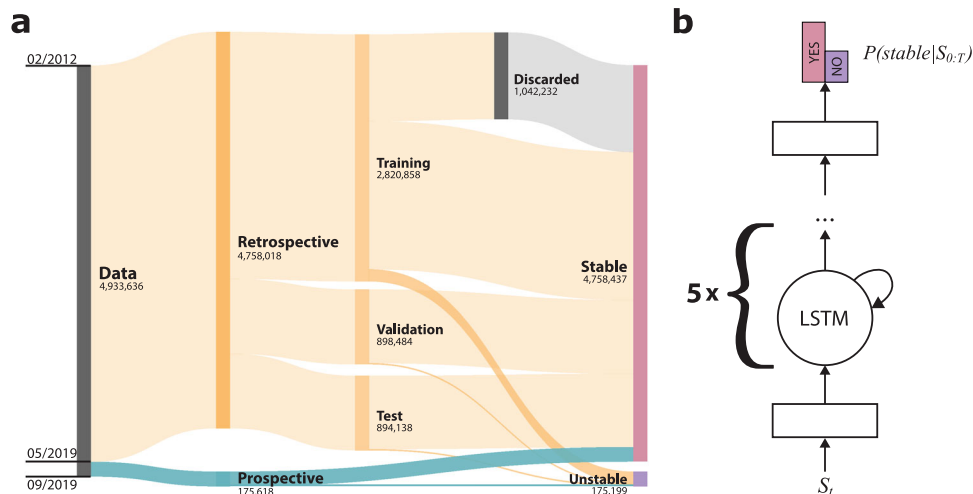 a
02/2012
05/2019
09/2019
Data
4,933,636
Retrospective
4,758,018
Prospective
175,618
Training
2,820,858
Validation
898,484
Test
894,138
Discarded
1,042,232
Stable
4,758,437
Unstable
175,199
b
YES
NO
P(stable|S0:T)
...
5 x
LSTM
St